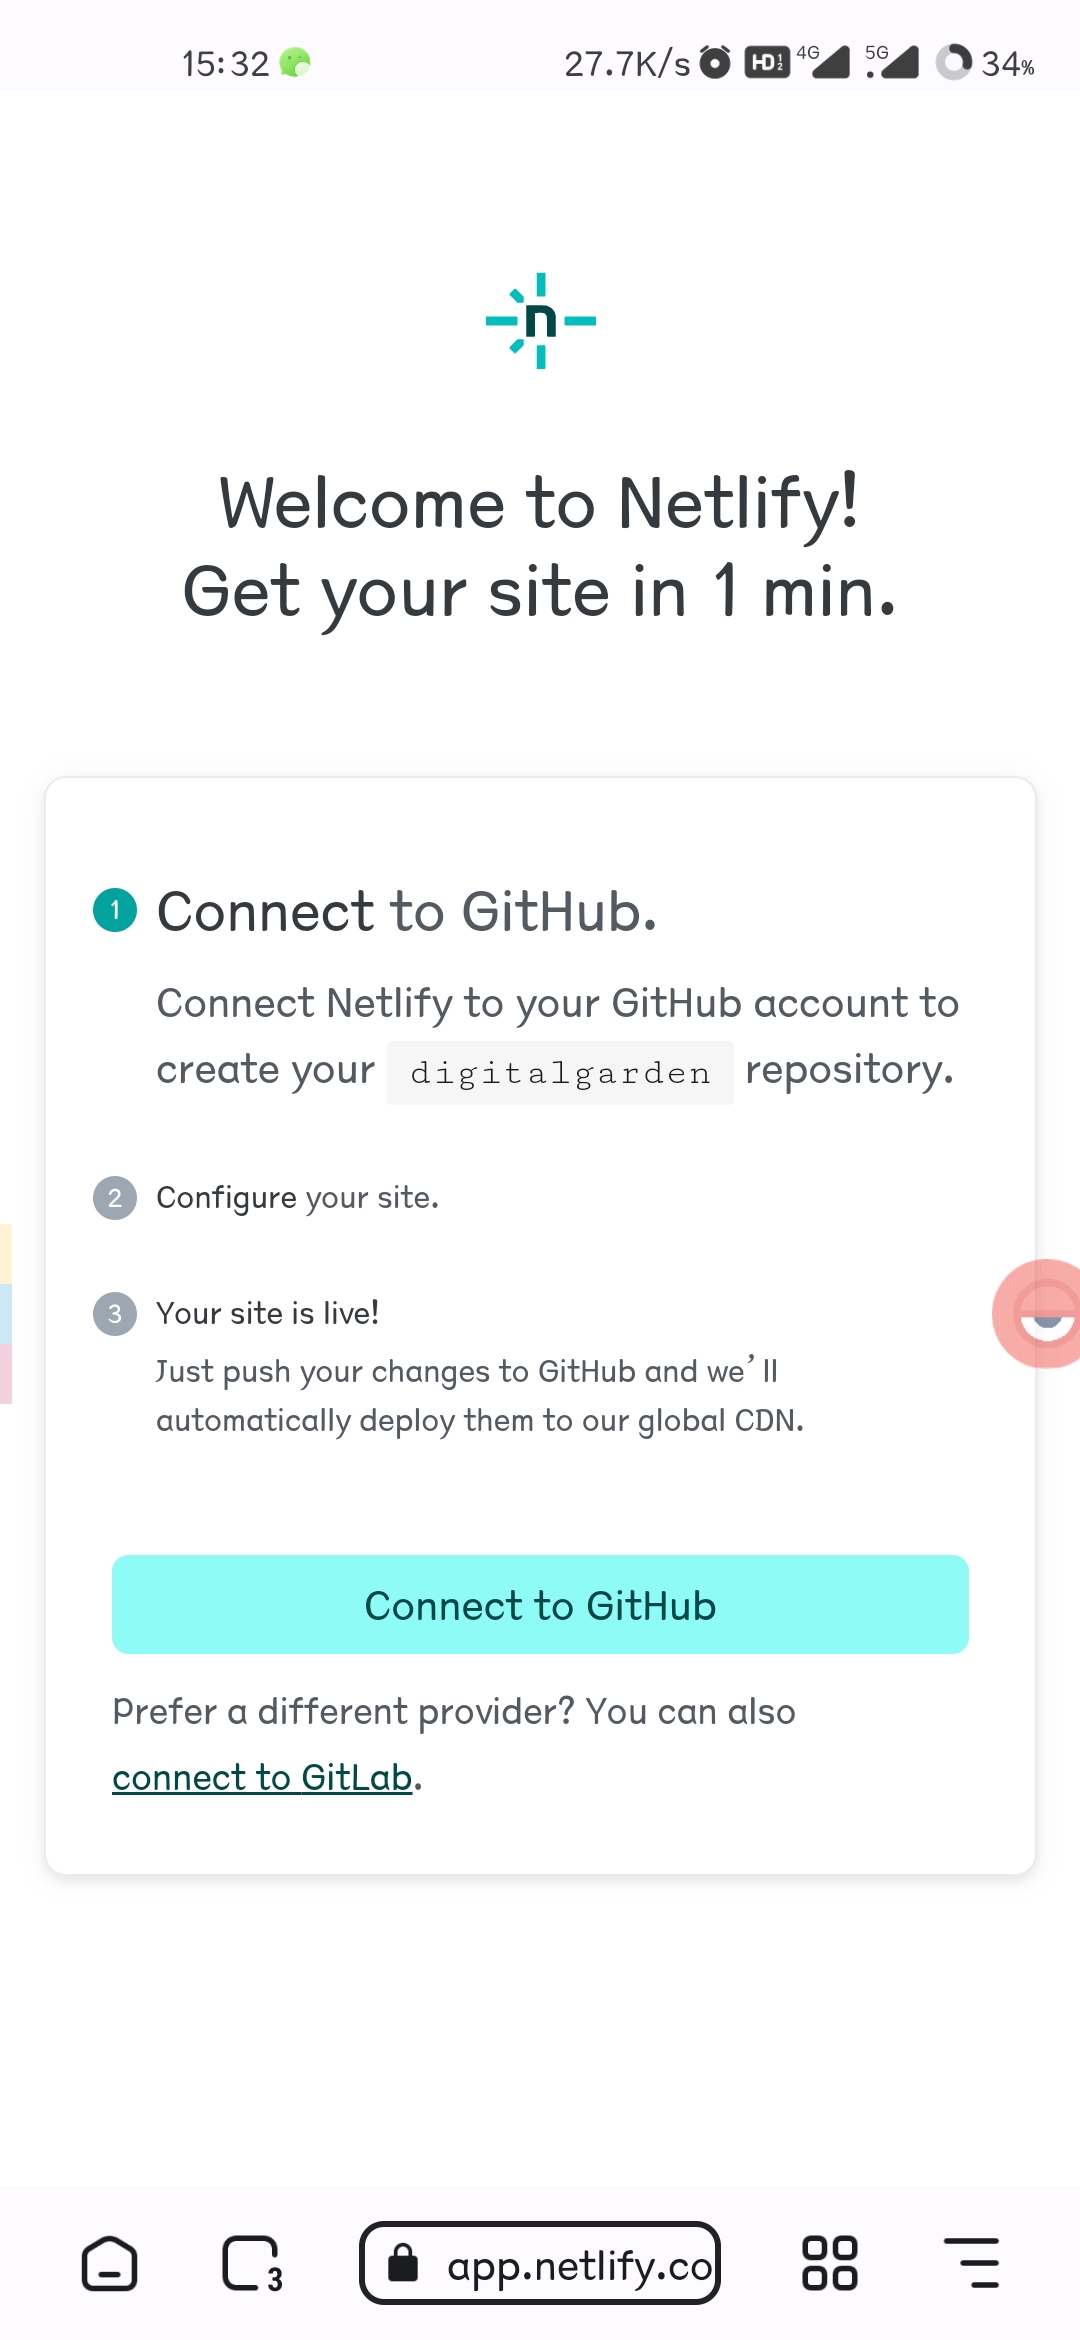 15:32 27.7K/s HD 1 2 4G 5G 34%
n
Welcome to Netlify!
Get your site in 1 min.
1 Connect to GitHub.
Connect Netlify to your GitHub account to
create your digitalgarden repository.
2 Configure your site.
3 Your site is live!
Just push your changes to GitHub and we’ll
automatically deploy them to our global CDN.
Connect to GitHub
Prefer a different provider? You can also
connect to GitLab.
3 app.netlify.co